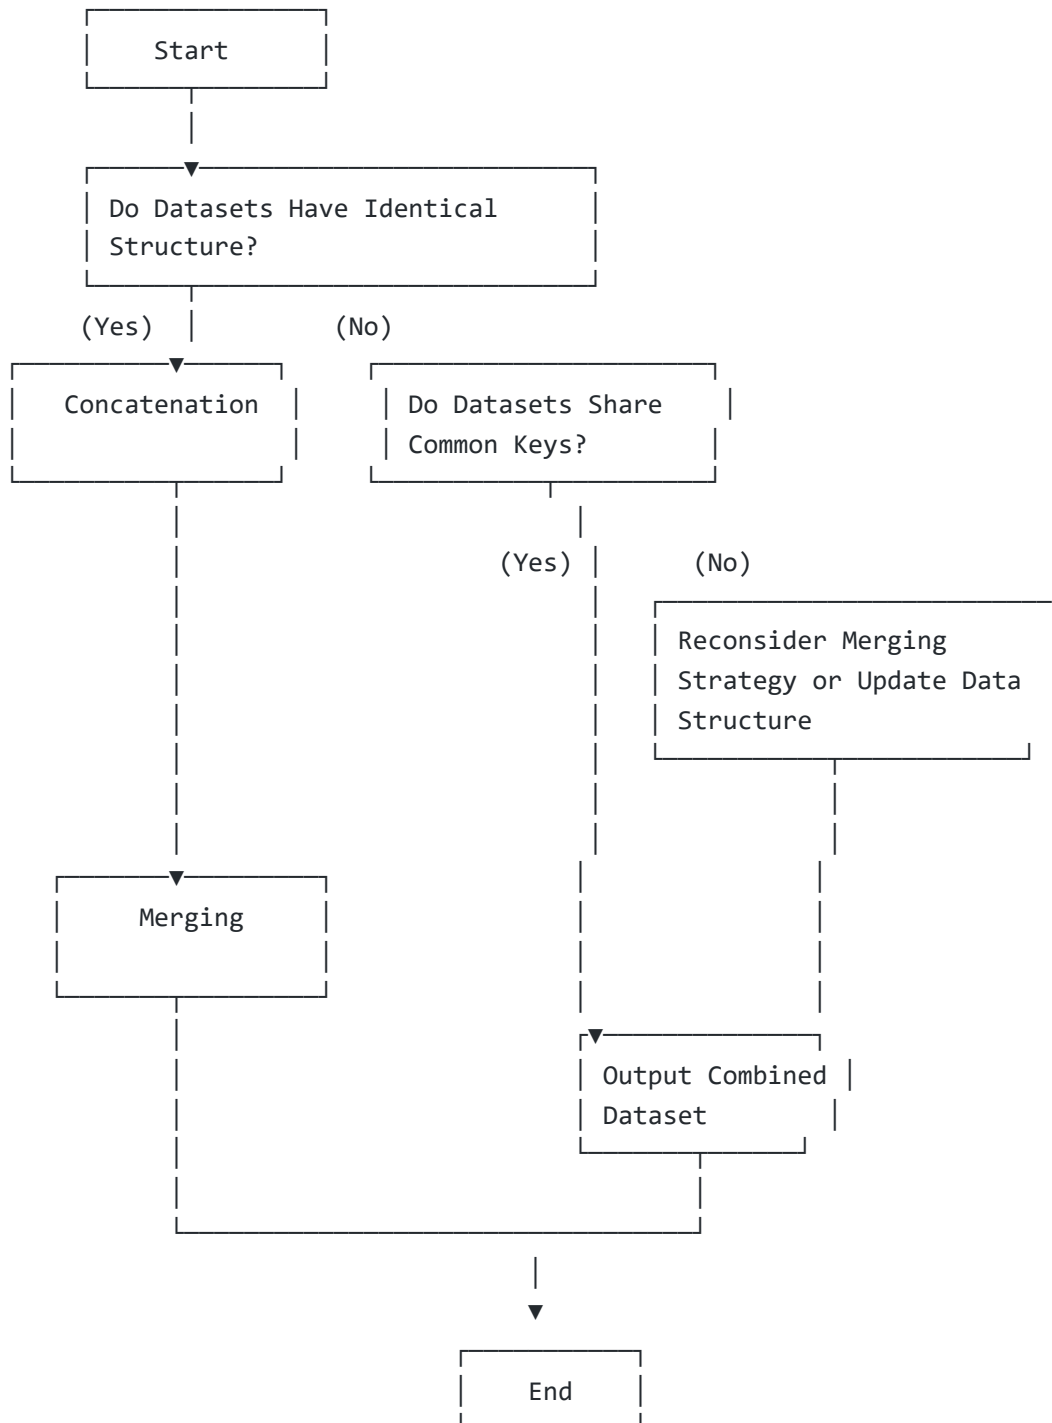 Start
Do Datasets Have Identical
Structure?
(Yes) (No)
Concatenation
Do Datasets Share
Common Keys?
(Yes) (No)
Reconsider Merging
Strategy or Update Data
Structure
Merging
Output Combined
Dataset
End